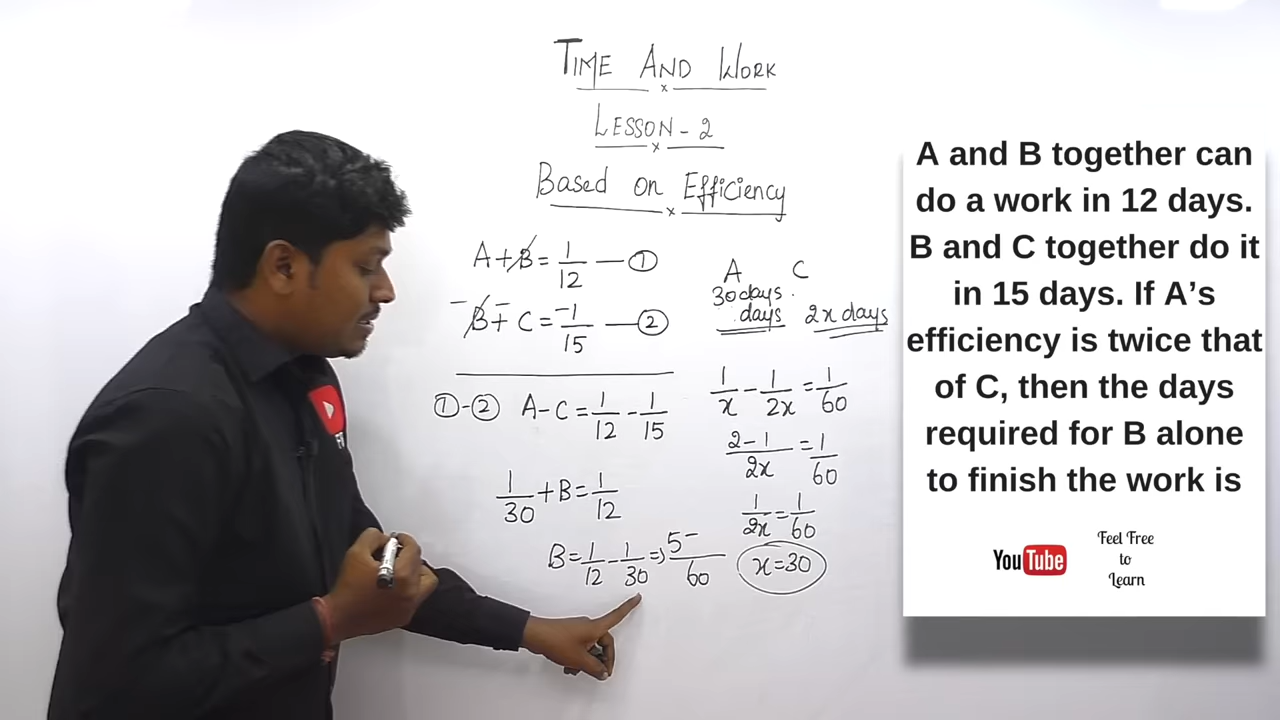 TIME AND WORK
x
LESSON - 2
x
Based on Efficiency
x
A + B = 1/12 — ①
- B + - C = -1/15 — ②
① - ② A - C = 1/12 - 1/15
1/30 + B = 1/12
B = 1/12 - 1/30 => 5 - /60
A C
30 days .
days 2x days
1/x - 1/2x = 1/60
2 - 1/2x = 1/60
1/2x = 1/60
x = 30
A and B together can
do a work in 12 days.
B and C together do it
in 15 days. If A’s
efficiency is twice that
of C, then the days
required for B alone
to finish the work is
YouTube
Feel Free
to
Learn